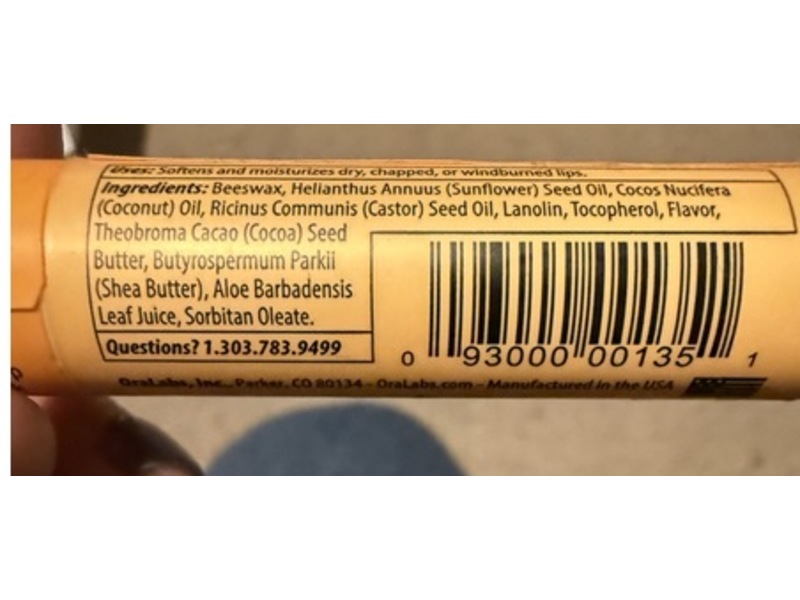 Uses: Softens and moisturizes dry, chapped, or windburned lips.
Ingredients: Beeswax, Helianthus Annuus (Sunflower) Seed Oil, Cocos Nucifera
(Coconut) Oil, Ricinus Communis (Castor) Seed Oil, Lanolin, Tocopherol, Flavor,
Theobroma Cacao (Cocoa) Seed
Butter, Butyrospermum Parkii
(Shea Butter), Aloe Barbadensis
Leaf Juice, Sorbitan Oleate.
Questions? 1.303.783.9499
0 93000 00135 1
OraLabs, Inc., Parker, CO 80134 - OraLabs.com - Manufactured in the USA